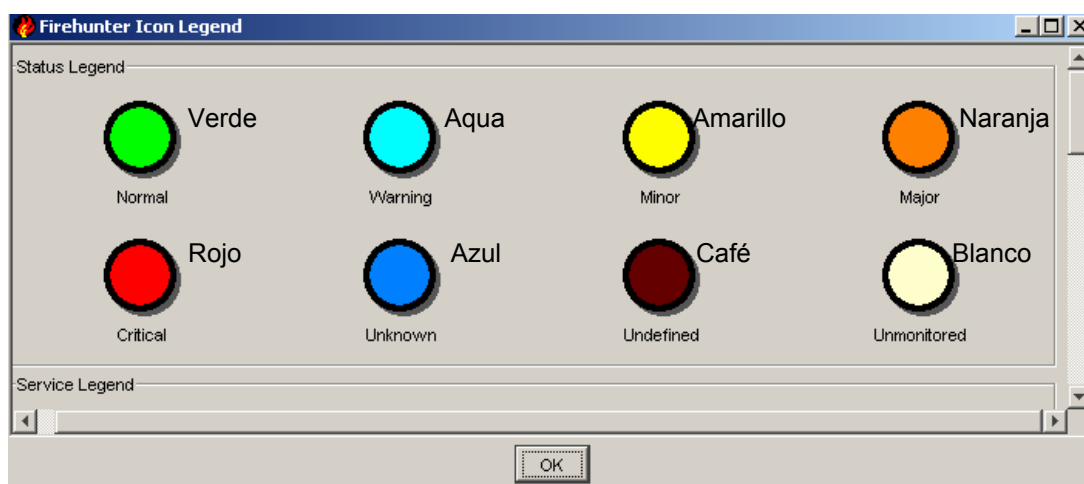 Firehunter Icon Legend
Status Legend
Verde Aqua Amarillo Naranja
Normal Warning Minor Major
Rojo Azul Café Blanco
Critical Unknown Undefined Unmonitored
Service Legend
OK